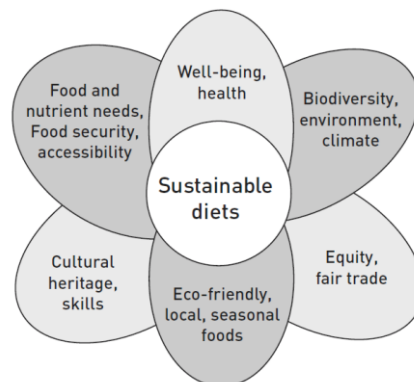 Well-being,
health
Food and
nutrient needs,
Food security,
accessibility
Biodiversity,
environment,
climate
Sustainable
diets
Cultural
heritage,
skills
Eco-friendly,
local, seasonal
foods
Equity,
fair trade